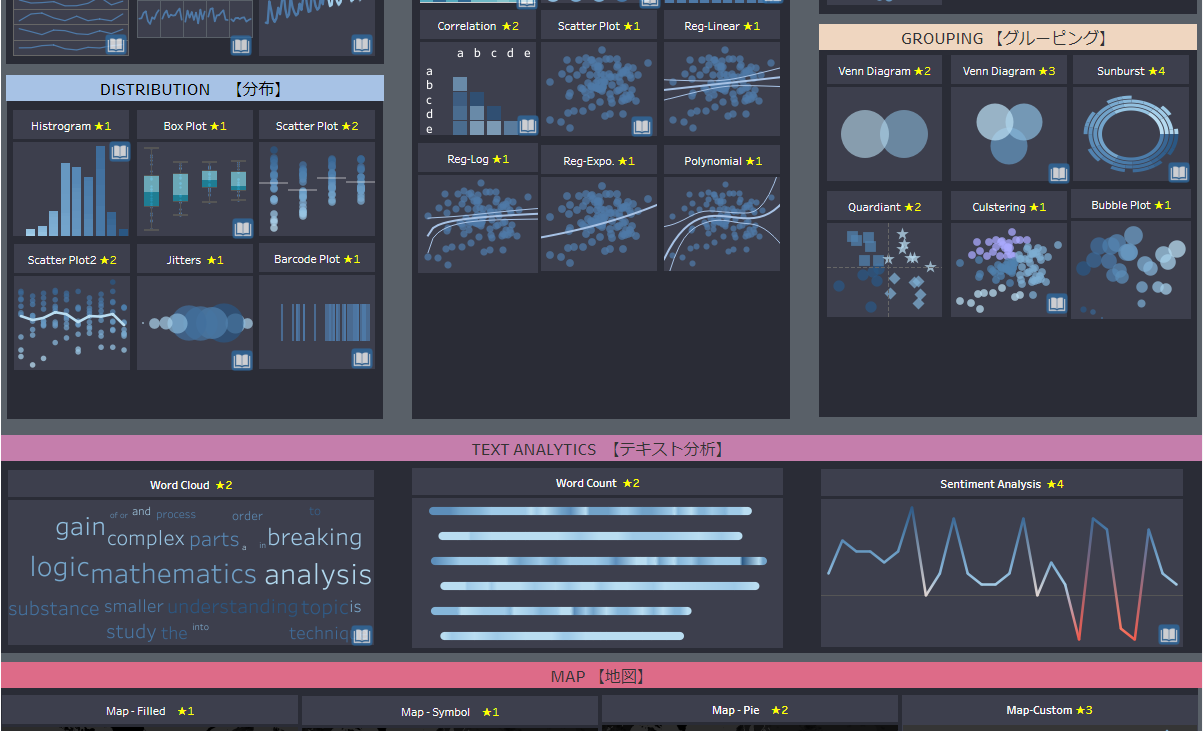 Correlation ★2
Scatter Plot ★1
Reg-Linear ★1
a b c d e
a
b
c
d
e
Reg-Log ★1
Reg-Expo. ★1
Polynomial ★1
DISTRIBUTION 【分布】
Histrogram ★1
Box Plot ★1
Scatter Plot ★2
Scatter Plot2 ★2
Jitters ★1
Barcode Plot ★1
GROUPING 【グルーピング】
Venn Diagram ★2
Venn Diagram ★3
Sunburst ★4
Quardiant ★2
Culstering ★1
Bubble Plot ★1
TEXT ANALYTICS 【テキスト分析】
Word Cloud ★2
of or and process order to
gain complex parts a in breaking
logic mathematics analysis
substance smaller understanding topic is
study the into techniq
Word Count ★2
Sentiment Analysis ★4
MAP 【地図】
Map - Filled ★1
Map - Symbol ★1
Map - Pie ★2
Map-Custom ★3